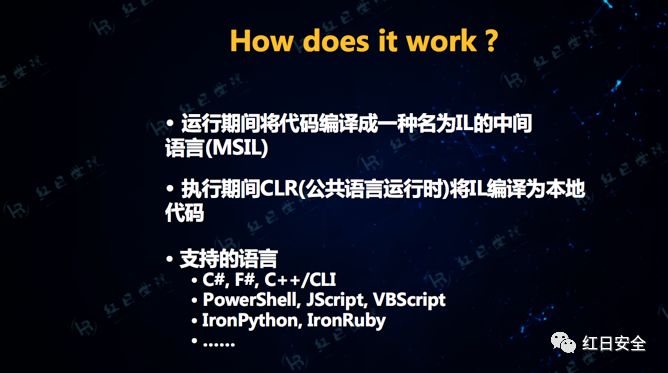 How does it work ?
• 运行期间将代码编译成一种名为IL的中间
语言(MSIL)
• 执行期间CLR(公共语言运行时)将IL编译为本地
代码
• 支持的语言
• C#, F#, C++/CLI
• PowerShell, JScript, VBScript
• IronPython, IronRuby
• ……
红日安全